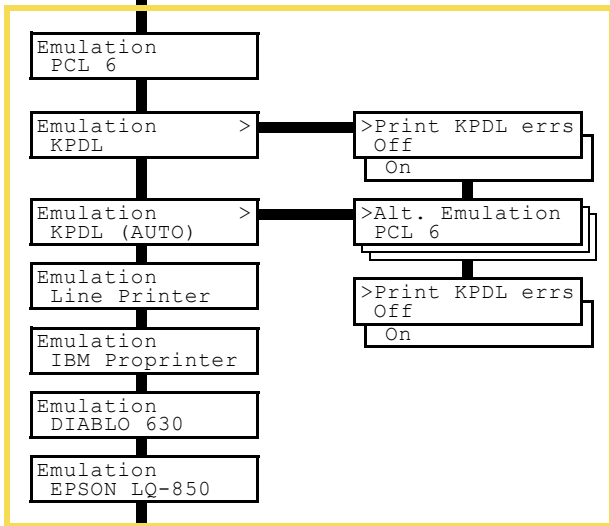 Emulation
PCL 6
Emulation >
KPDL
>Print KPDL errs
Off
On
Emulation >
KPDL (AUTO)
>Alt. Emulation
PCL 6
Emulation
Line Printer
>Print KPDL errs
Off
On
Emulation
IBM Proprinter
Emulation
DIABLO 630
Emulation
EPSON LQ-850